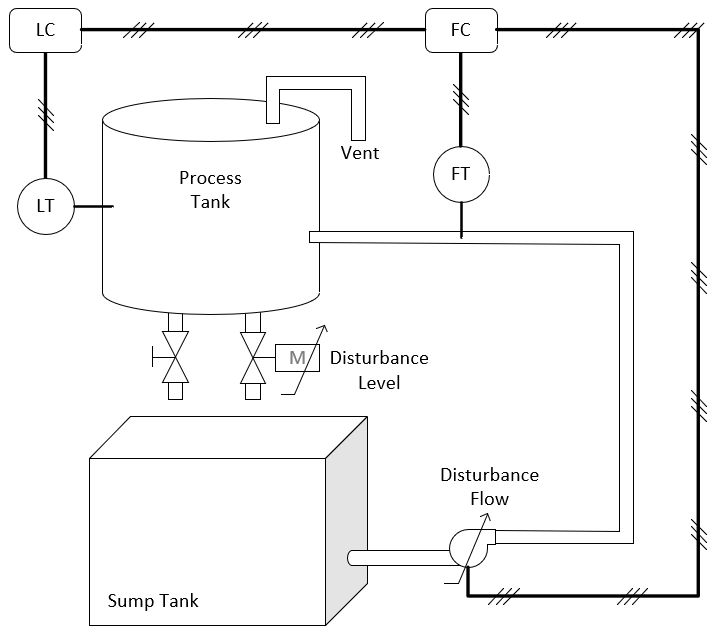 LC
FC
Vent
Process
Tank
FT
LT
M
Disturbance
Level
Disturbance
Flow
Sump Tank